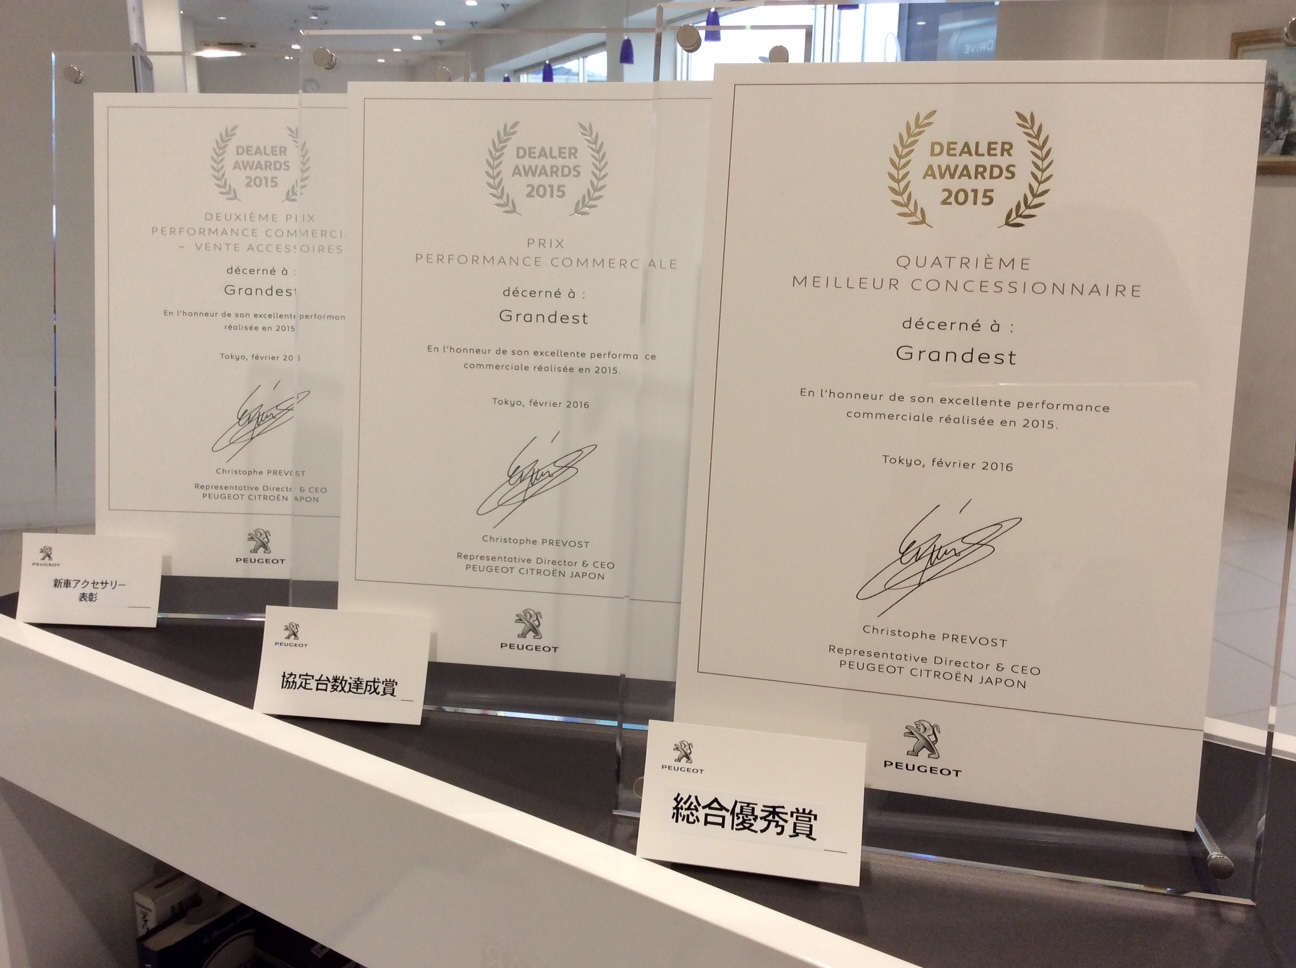 DEALER
AWARDS
2015
DEUXIÈME PRIX
PERFORMANCE COMMERCI
– VENTE ACCESSOIRES
décerné à :
Grandest
En l'honneur de son excellente performan
réalisée en 2015
Tokyo, février 2015
Christophe PREVOST
Representative Director & CEO
PEUGEOT CITROËN JAPON
PEUGEOT
PEUGEOT
新車アクセサリー
表彰
DEALER
AWARDS
2015
PRIX
PERFORMANCE COMMERCIALE
décerné à :
Grandest
En l'honneur de son excellente performance
commerciale réalisée en 2015.
Tokyo, février 2016
Christophe PREVOST
Representative Director & CEO
PEUGEOT CITROËN JAPON
PEUGEOT
PEUGEOT
協定台数達成賞
DEALER
AWARDS
2015
QUATRIÈME
MEILLEUR CONCESSIONNAIRE
décerné à :
Grandest
En l'honneur de son excellente performance
commerciale réalisée en 2015.
Tokyo, février 2016
Christophe PREVOST
Representative Director & CEO
PEUGEOT CITROËN JAPON
PEUGEOT
PEUGEOT
総合優秀賞
DRIVE